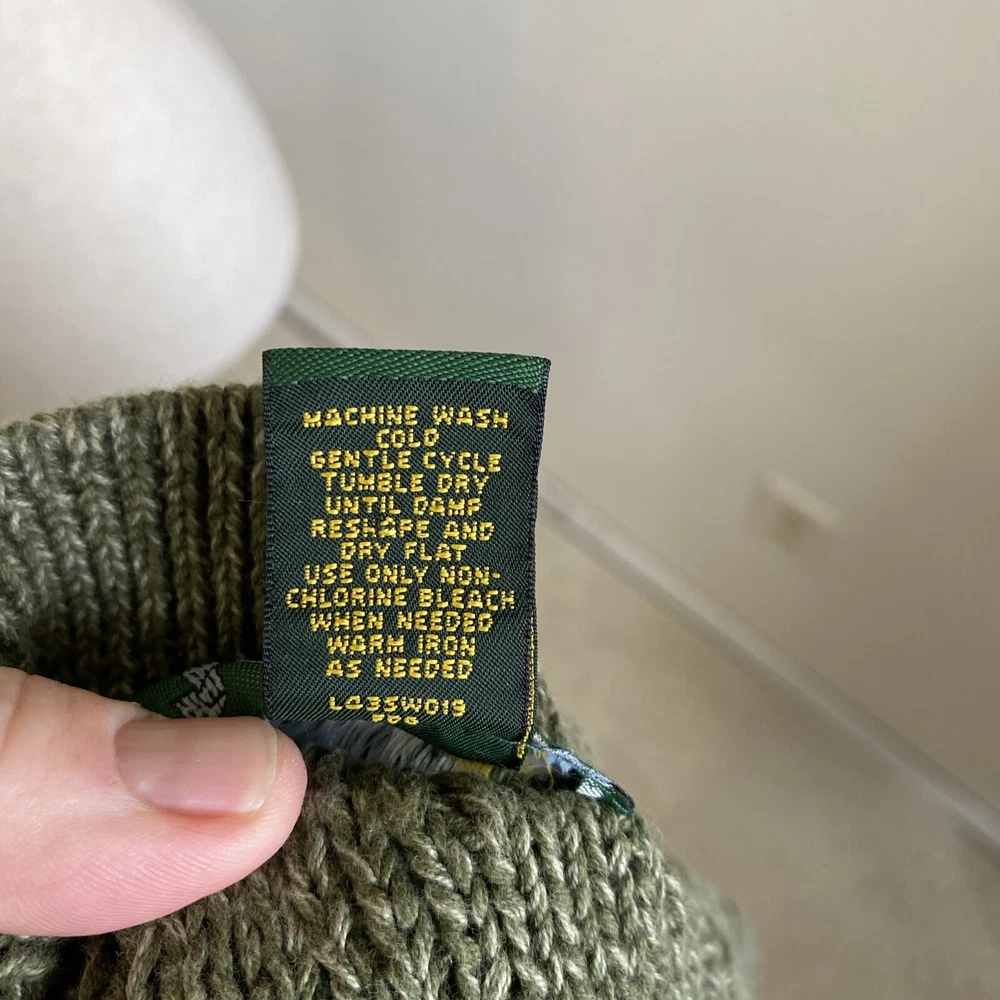 MACHINE WASH
COLD
GENTLE CYCLE
TUMBLE DRY
UNTIL DAMP
RESHAPE AND
DRY FLAT
USE ONLY NON-
CHLORINE BLEACH
WHEN NEEDED
WARM IRON
AS NEEDED
L43SW019